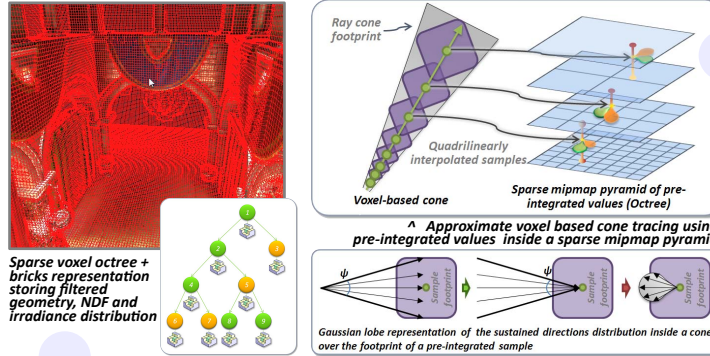 Sparse voxel octree +
bricks representation
storing filtered
geometry, NDF and
irradiance distribution
1
2
3
4
5
6
7
8
9
Ray cone
footprint
Quadrilinearly
interpolated samples
Voxel-based cone
Sparse mipmap pyramid of pre-
integrated values (Octree)
^ Approximate voxel based cone tracing usin
pre-integrated values inside a sparse mipmap pyrami
ψ
Sample
footprint
ψ
Sample
footprint
Sample
footprint
Gaussian lobe representation of the sustained directions distribution inside a cone
over the footprint of a pre-integrated sample